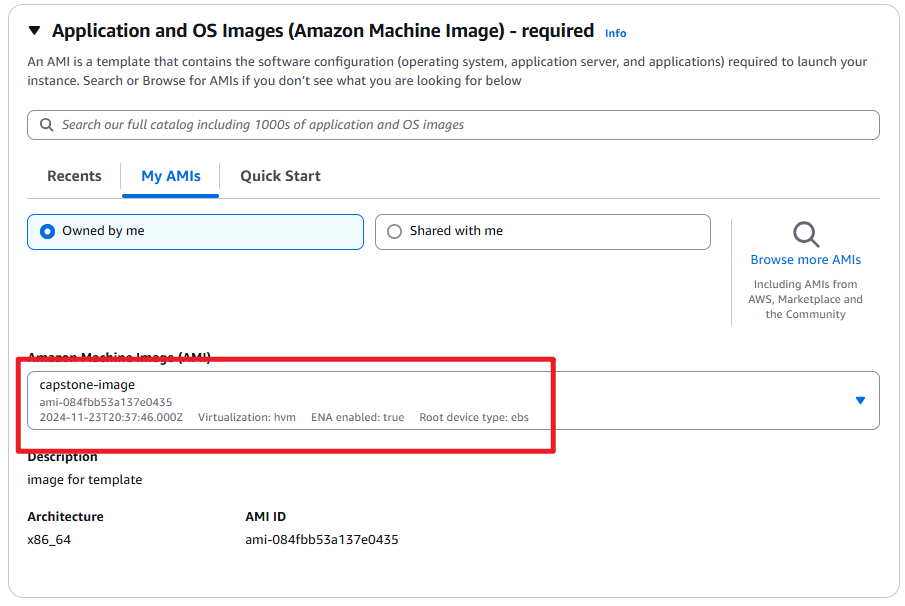 Application and OS Images (Amazon Machine Image) - required Info
An AMI is a template that contains the software configuration (operating system, application server, and applications) required to launch your
instance. Search or Browse for AMIs if you don't see what you are looking for below
Search our full catalog including 1000s of application and OS images
Recents My AMIs Quick Start
Owned by me Shared with me
Browse more AMIs
Including AMIs from
AWS, Marketplace and
the Community
Amazon Machine Image (AMI)
capstone-image
ami-084fbb53a137e0435
2024-11-23T20:37:46.000Z Virtualization: hvm ENA enabled: true Root device type: ebs
Description
image for template
Architecture AMI ID
x86_64 ami-084fbb53a137e0435